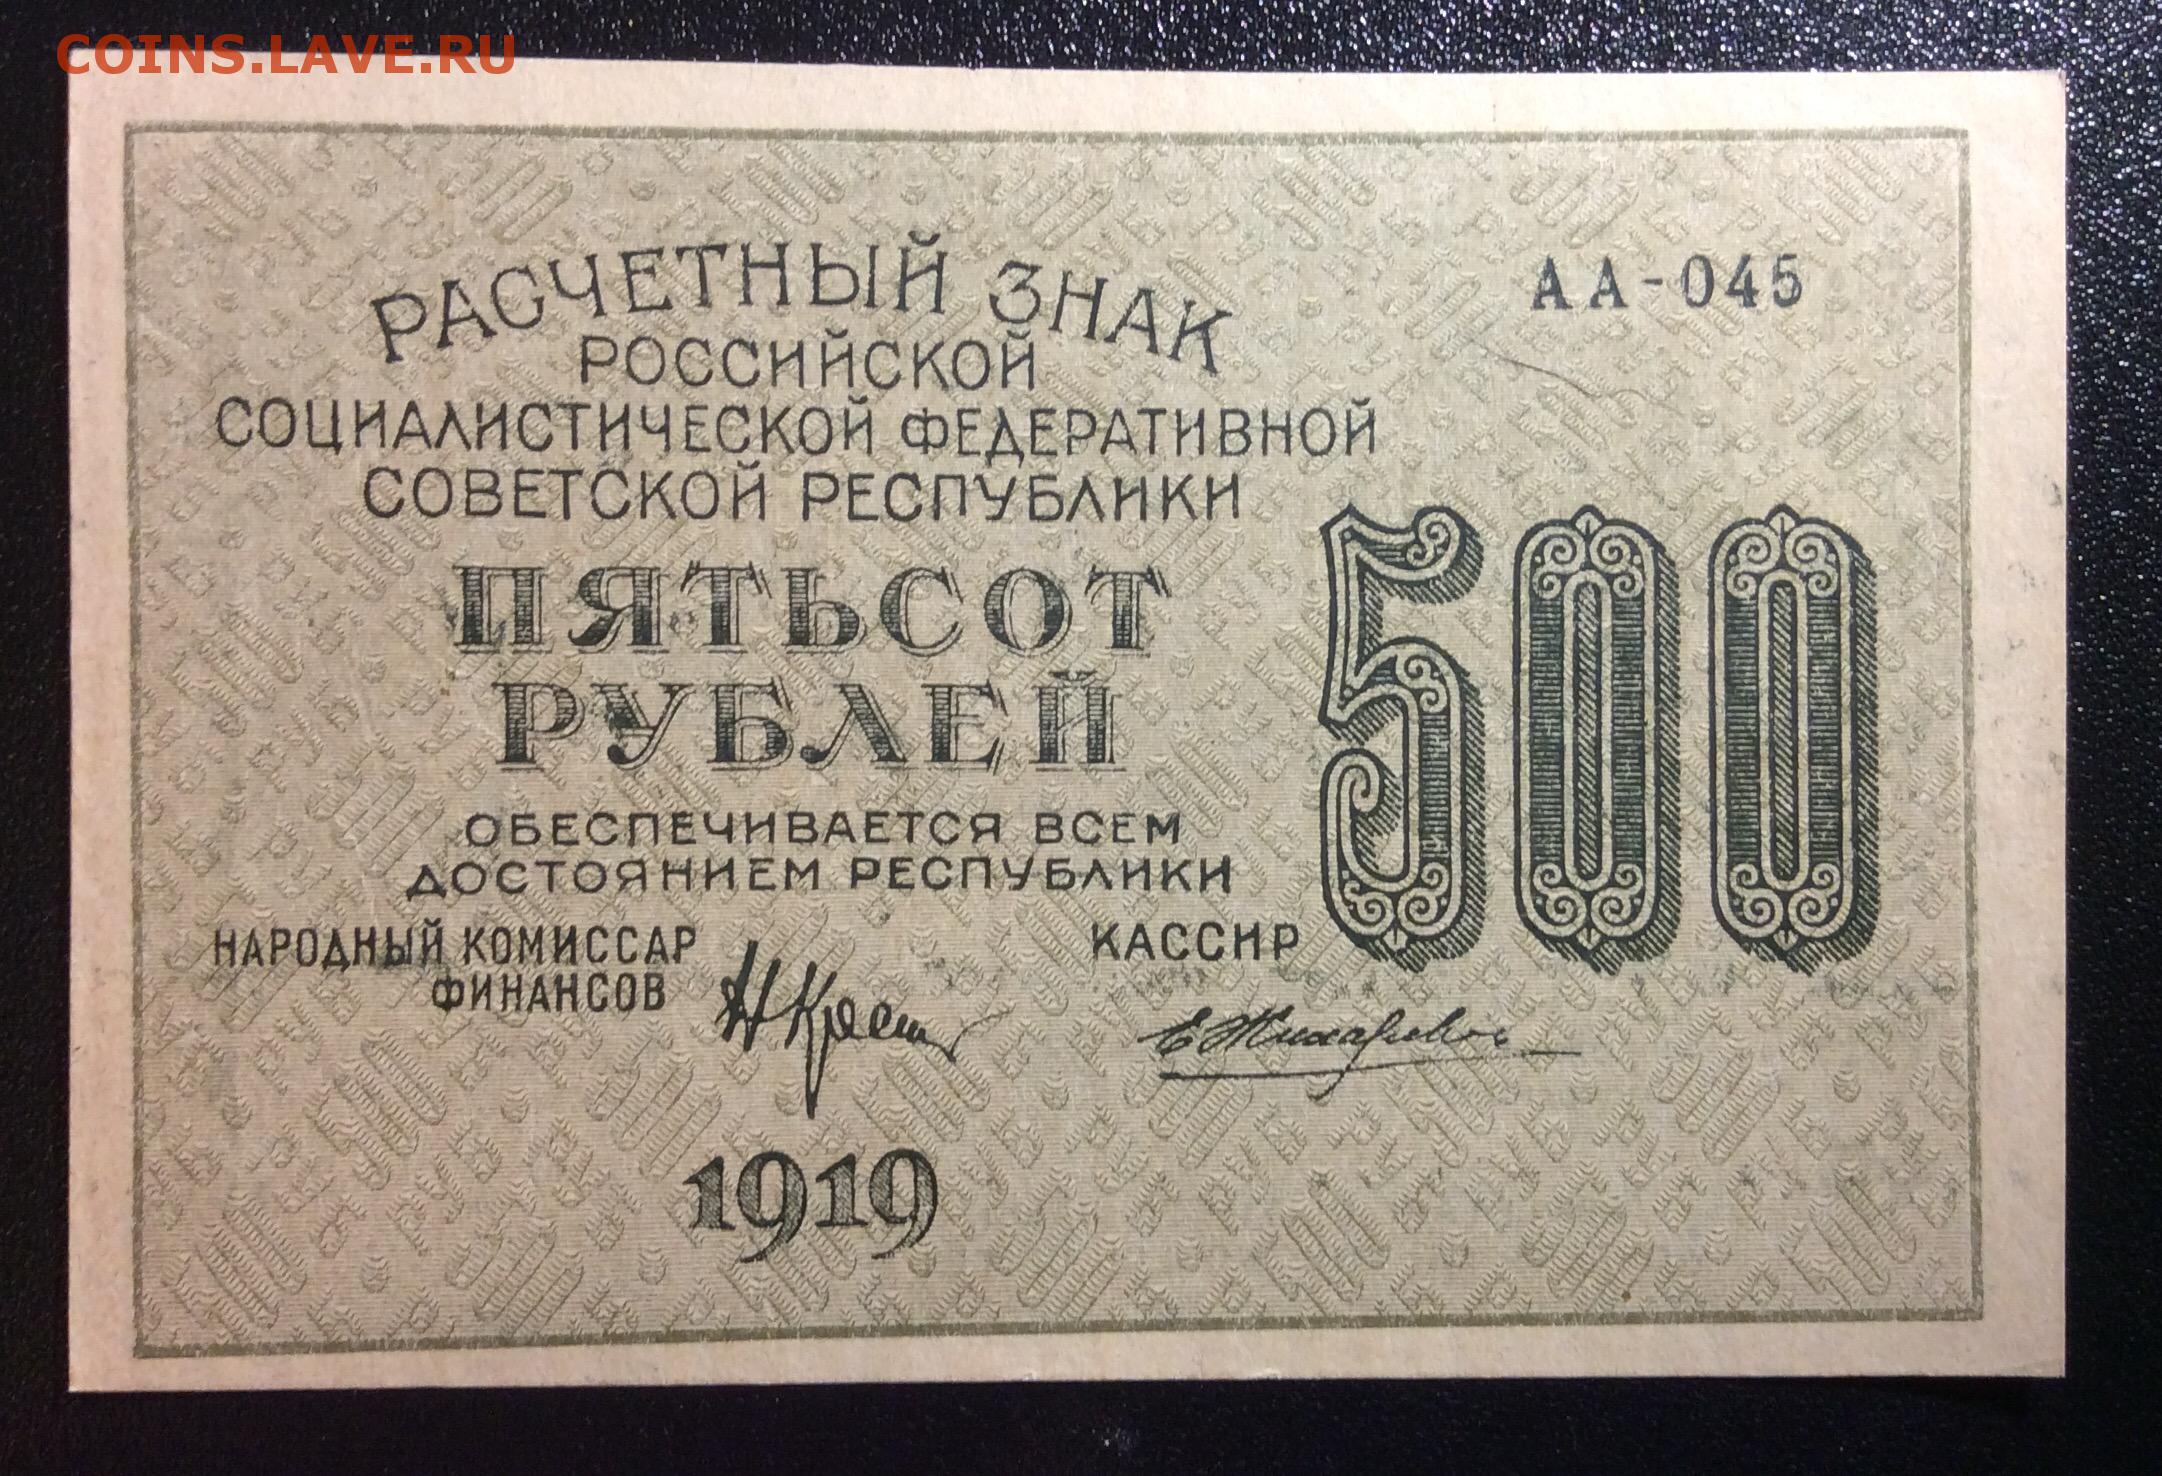 COINS.LAVE.RU
РАСЧЕТНЫЙ ЗНАК
АА-045
РОССИЙСКОЙ
СОЦИАЛИСТИЧЕСКОЙ ФЕДЕРАТИВНОЙ
СОВЕТСКОЙ РЕСПУБЛИКИ
ПЯТЬСОТ
РУБЛЕЙ
500
ОБЕСПЕЧИВАЕТСЯ ВСЕМ
ДОСТОЯНИЕМ РЕСПУБЛИКИ
НАРОДНЫЙ КОМИССАР
ФИНАНСОВ
КАССИР
Е Жихарев
1919